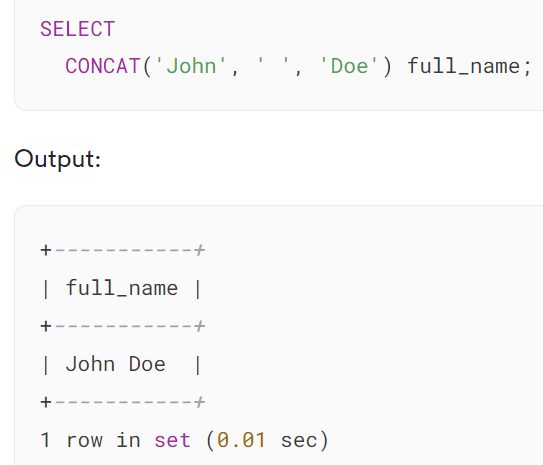 SELECT
  CONCAT('John', ' ', 'Doe') full_name;
Output:
+-----------+
| full_name |
+-----------+
| John Doe  |
+-----------+
1 row in set (0.01 sec)